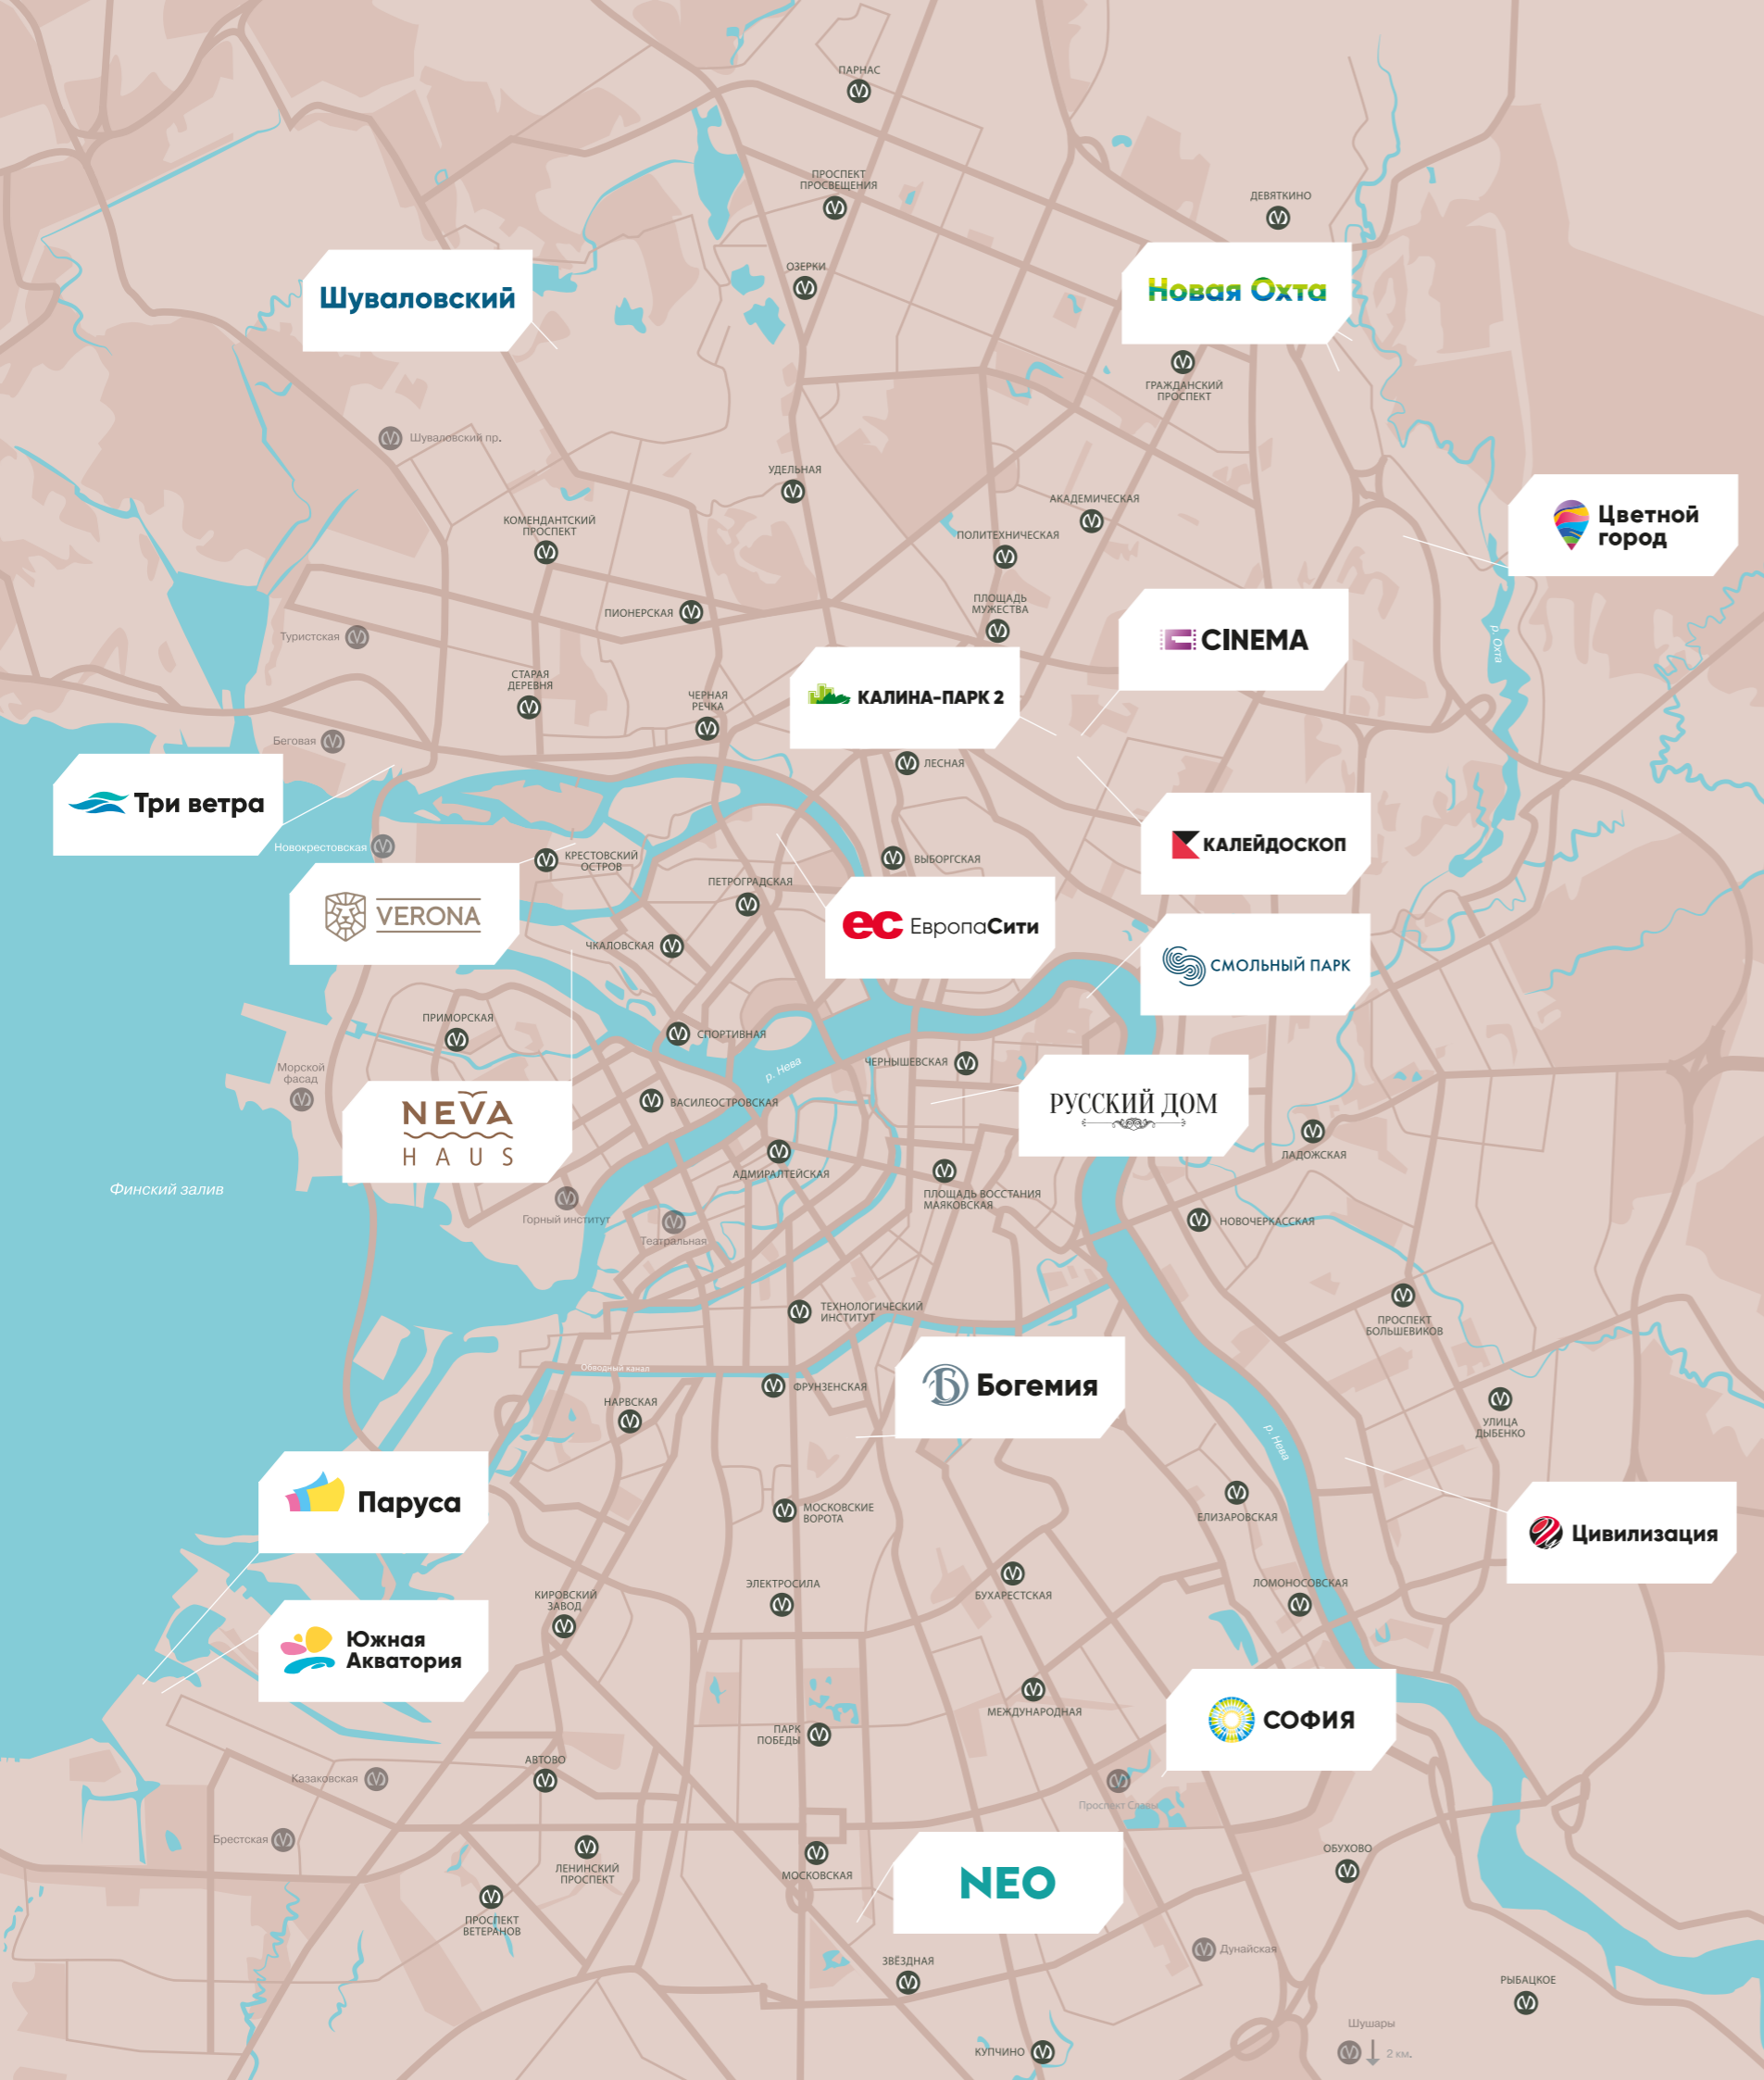 ПАРНАС
ПРОСПЕКТ
ПРОСВЕЩЕНИЯ
ДЕВЯТКИНО
ОЗЕРКИ
Шуваловский
Новая Охта
ГРАЖДАНСКИЙ
ПРОСПЕКТ
Шуваловский пр.
УДЕЛЬНАЯ
АКАДЕМИЧЕСКАЯ
КОМЕНДАНТСКИЙ
ПРОСПЕКТ
ПОЛИТЕХНИЧЕСКАЯ
Цветной
город
ПИОНЕРСКАЯ
ПЛОЩАДЬ
МУЖЕСТВА
Туристская
CINEMA
р. Охта
СТАРАЯ
ДЕРЕВНЯ
ЧЕРНАЯ
РЕЧКА
КАЛИНА-ПАРК 2
Беговая
ЛЕСНАЯ
Три ветра
Новокрестовская
КРЕСТОВСКИЙ
ОСТРОВ
ВЫБОРГСКАЯ
КАЛЕЙДОСКОП
ПЕТРОГРАДСКАЯ
VERONA
ес ЕвропаСити
ЧКАЛОВСКАЯ
СМОЛЬНЫЙ ПАРК
ПРИМОРСКАЯ
СПОРТИВНАЯ
р. Нева
ЧЕРНЫШЕВСКАЯ
Морской
фасад
ВАСИЛЕОСТРОВСКАЯ
NEVA
HAUS
РУССКИЙ ДОМ
АДМИРАЛТЕЙСКАЯ
ЛАДОЖСКАЯ
Финский залив
ПЛОЩАДЬ ВОССТАНИЯ
МАЯКОВСКАЯ
Горный институт
Театральная
НОВОЧЕРКАССКАЯ
ТЕХНОЛОГИЧЕСКИЙ
ИНСТИТУТ
ПРОСПЕКТ
БОЛЬШЕВИКОВ
Обводный канал
ФРУНЗЕНСКАЯ
Б Богемия
НАРВСКАЯ
УЛИЦА
ДЫБЕНКО
р. Нева
Паруса
МОСКОВСКИЕ
ВОРОТА
ЕЛИЗАРОВСКАЯ
Цивилизация
ЭЛЕКТРОСИЛА
КИРОВСКИЙ
ЗАВОД
БУХАРЕСТСКАЯ
ЛОМОНОСОВСКАЯ
Южная
Акватория
МЕЖДУНАРОДНАЯ
СОФИЯ
ПАРК
ПОБЕДЫ
АВТОВО
Казаковская
Проспект Славы
Брестская
ЛЕНИНСКИЙ
ПРОСПЕКТ
МОСКОВСКАЯ
ОБУХОВО
NEO
ПРОСПЕКТ
ВЕТЕРАНОВ
Дунайская
ЗВЁЗДНАЯ
РЫБАЦКОЕ
Шушары
2 км.
КУПЧИНО